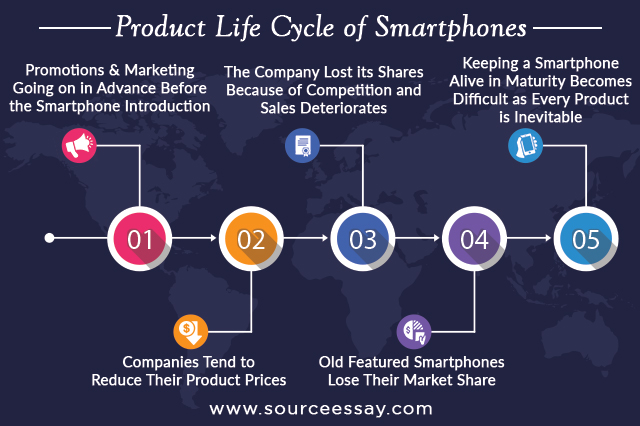 Product Life Cycle of Smartphones
Promotions & Marketing
Going on in Advance Before
the Smartphone Introduction
The Company Lost its Shares
Because of Competition and
Sales Deteriorates
Keeping a Smartphone
Alive in Maturity Becomes
Difficult as Every Product
is Inevitable
01
02
03
04
05
$
$
Companies Tend to
Reduce Their Product Prices
Old Featured Smartphones
Lose Their Market Share
www.sourceessay.com